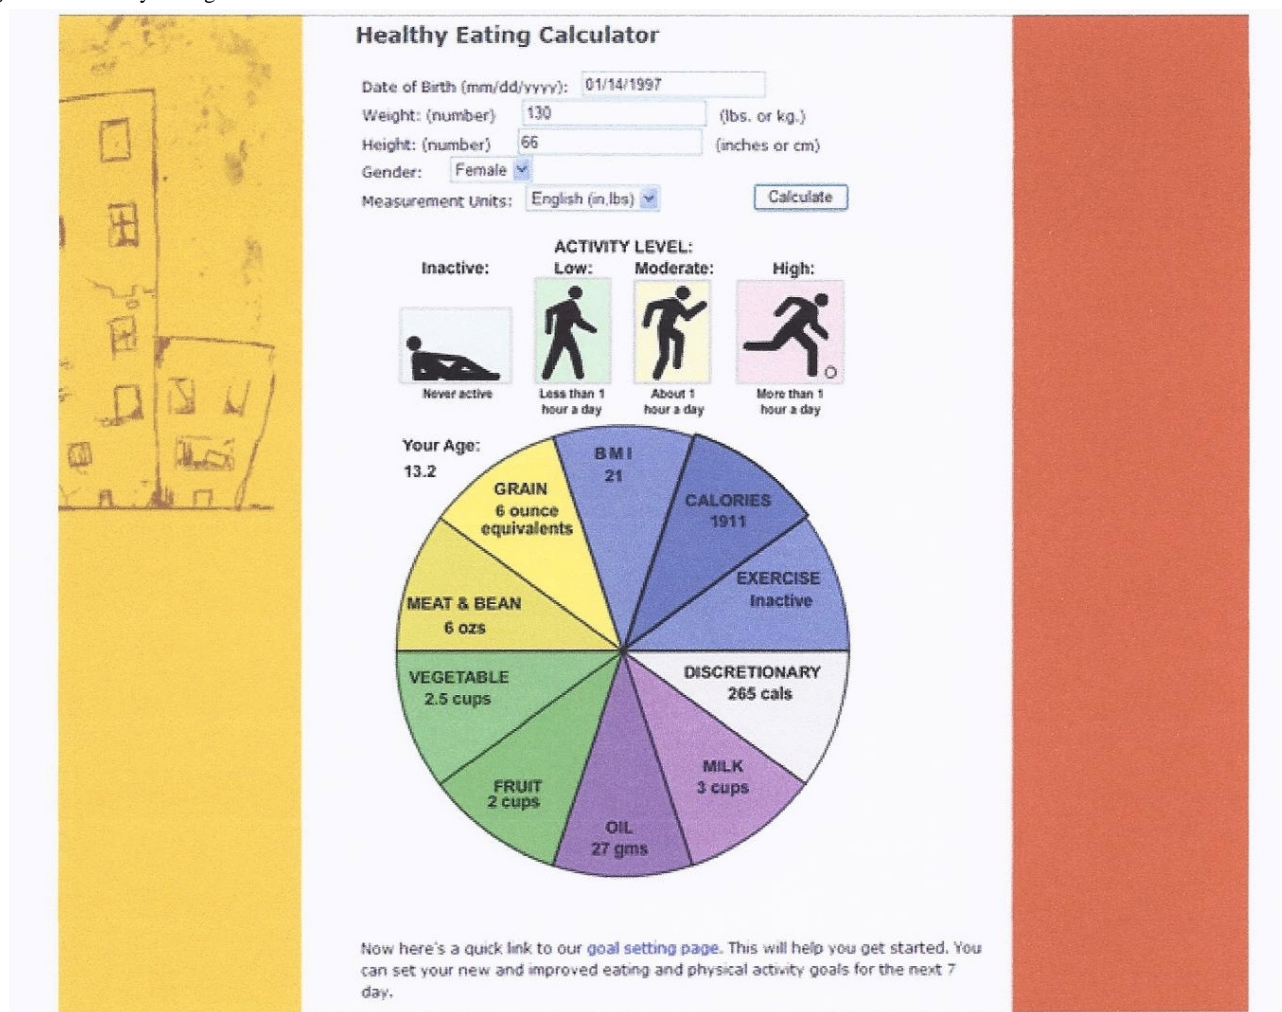 Healthy Eating Calculator
Date of Birth (mm/dd/yyyy): 01/14/1997
Weight: (number) 130 (lbs. or kg.)
Height: (number) 66 (inches or cm)
Gender: Female
Measurement Units: English (in,lbs) Calculate
ACTIVITY LEVEL:
Inactive: Low: Moderate: High:
Never active
Less than 1
hour a day
About 1
hour a day
More than 1
hour a day
Your Age:
13.2
BMI
21
CALORIES
1911
EXERCISE
Inactive
DISCRETIONARY
265 cals
MILK
3 cups
OIL
27 gms
FRUIT
2 cups
VEGETABLE
2.5 cups
MEAT & BEAN
6 ozs
GRAIN
6 ounce
equivalents
Now here's a quick link to our goal setting page. This will help you get started. You
can set your new and improved eating and physical activity goals for the next 7
day.